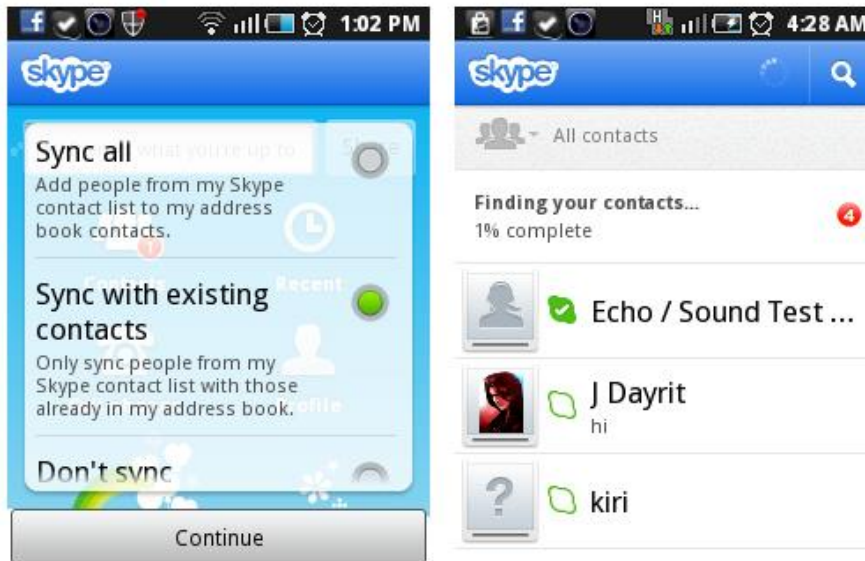 1:02 PM
skype
Sync all
Add people from my Skype
contact list to my address
book contacts.
Recent
Sync with existing
contacts
Only sync people from my
Skype contact list with those
already in my address book.
Profile
Don't sync
Continue
H
4:28 AM
skype
All contacts
Finding your contacts...
1% complete
4
Echo / Sound Test ...
J Dayrit
hi
?
kiri